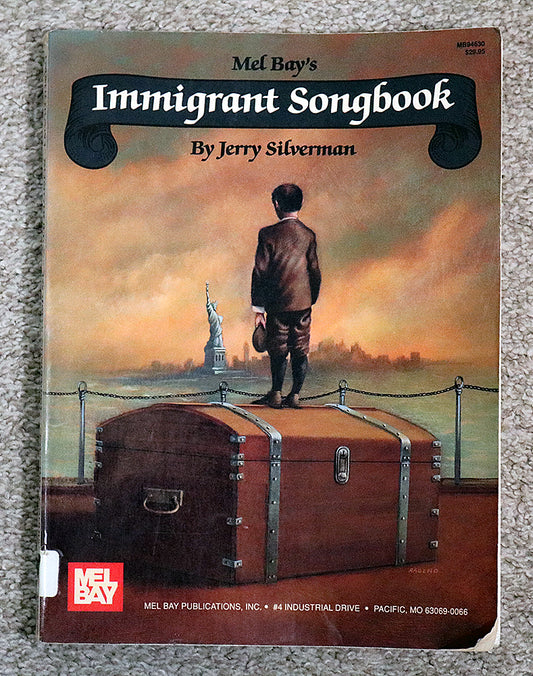 MB94630
$29.95
Mel Bay's
Immigrant Songbook
By Jerry Silverman
MEL
BAY
MEL BAY PUBLICATIONS, INC. • #4 INDUSTRIAL DRIVE • PACIFIC, MO 63069-0066